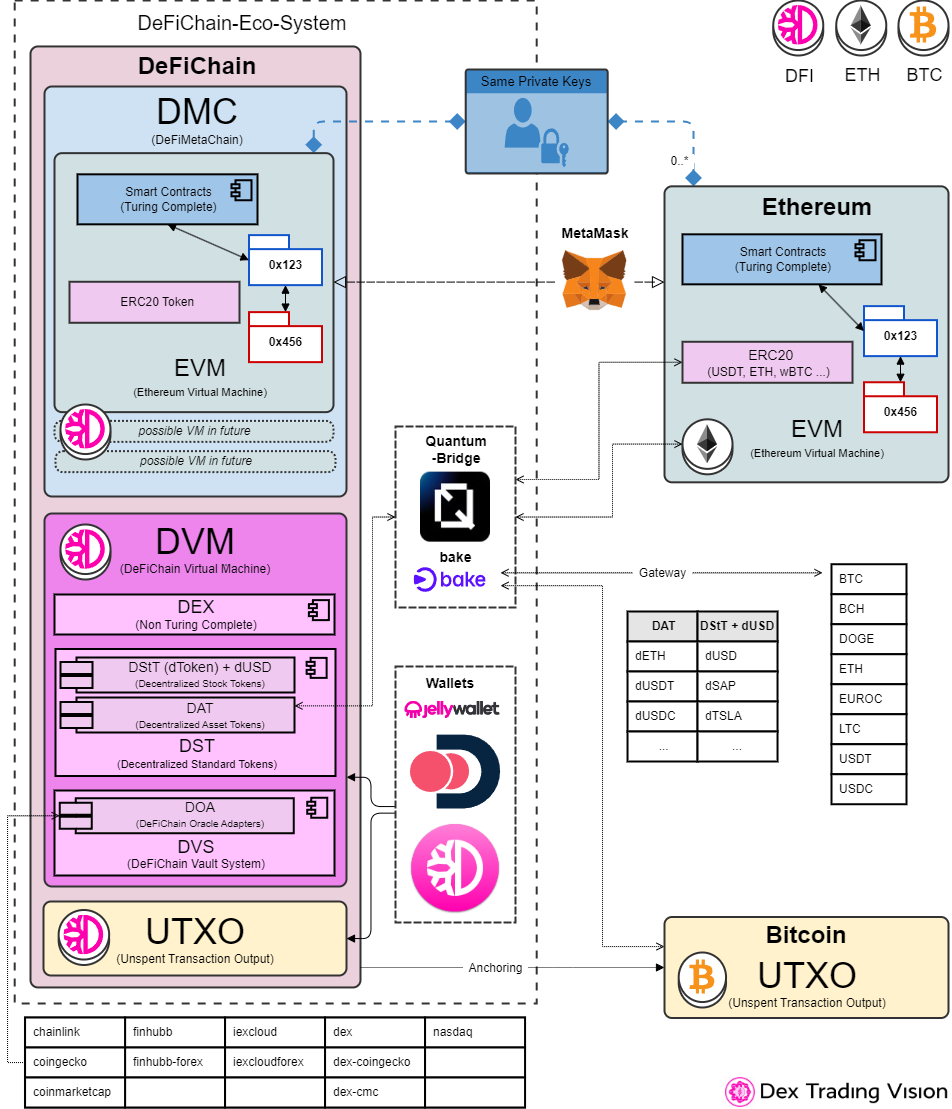 DeFiChain-Eco-System
DFI
ETH
BTC
DeFiChain
DMC
(DeFiMetaChain)
Smart Contracts
(Turing Complete)
0x123
ERC20 Token
0x456
EVM
(Ethereum Virtual Machine)
possible VM in future
possible VM in future
Same Private Keys
0..*
MetaMask
Ethereum
Smart Contracts
(Turing Complete)
0x123
ERC20
(USDT, ETH, wBTC ...)
0x456
EVM
(Ethereum Virtual Machine)
Quantum
-Bridge
bake
bake
Gateway
DVM
(DeFiChain Virtual Machine)
DEX
(Non Turing Complete)
DStT (dToken) + dUSD
(Decentralized Stock Tokens)
DAT
(Decentralized Asset Tokens)
DST
(Decentralized Standard Tokens)
DOA
(DeFiChain Oracle Adapters)
DVS
(DeFiChain Vault System)
Wallets
jellywallet
DAT DStT + dUSD
dETH dUSD
dUSDT dSAP
dUSDC dTSLA
... ...
BTC
BCH
DOGE
ETH
EUROC
LTC
USDT
USDC
UTXO
(Unspent Transaction Output)
Anchoring
Bitcoin
UTXO
(Unspent Transaction Output)
chainlink finhubb iexcloud dex nasdaq
coingecko finhubb-forex iexcloudforex dex-coingecko
coinmarketcap dex-cmc
Dex Trading Vision